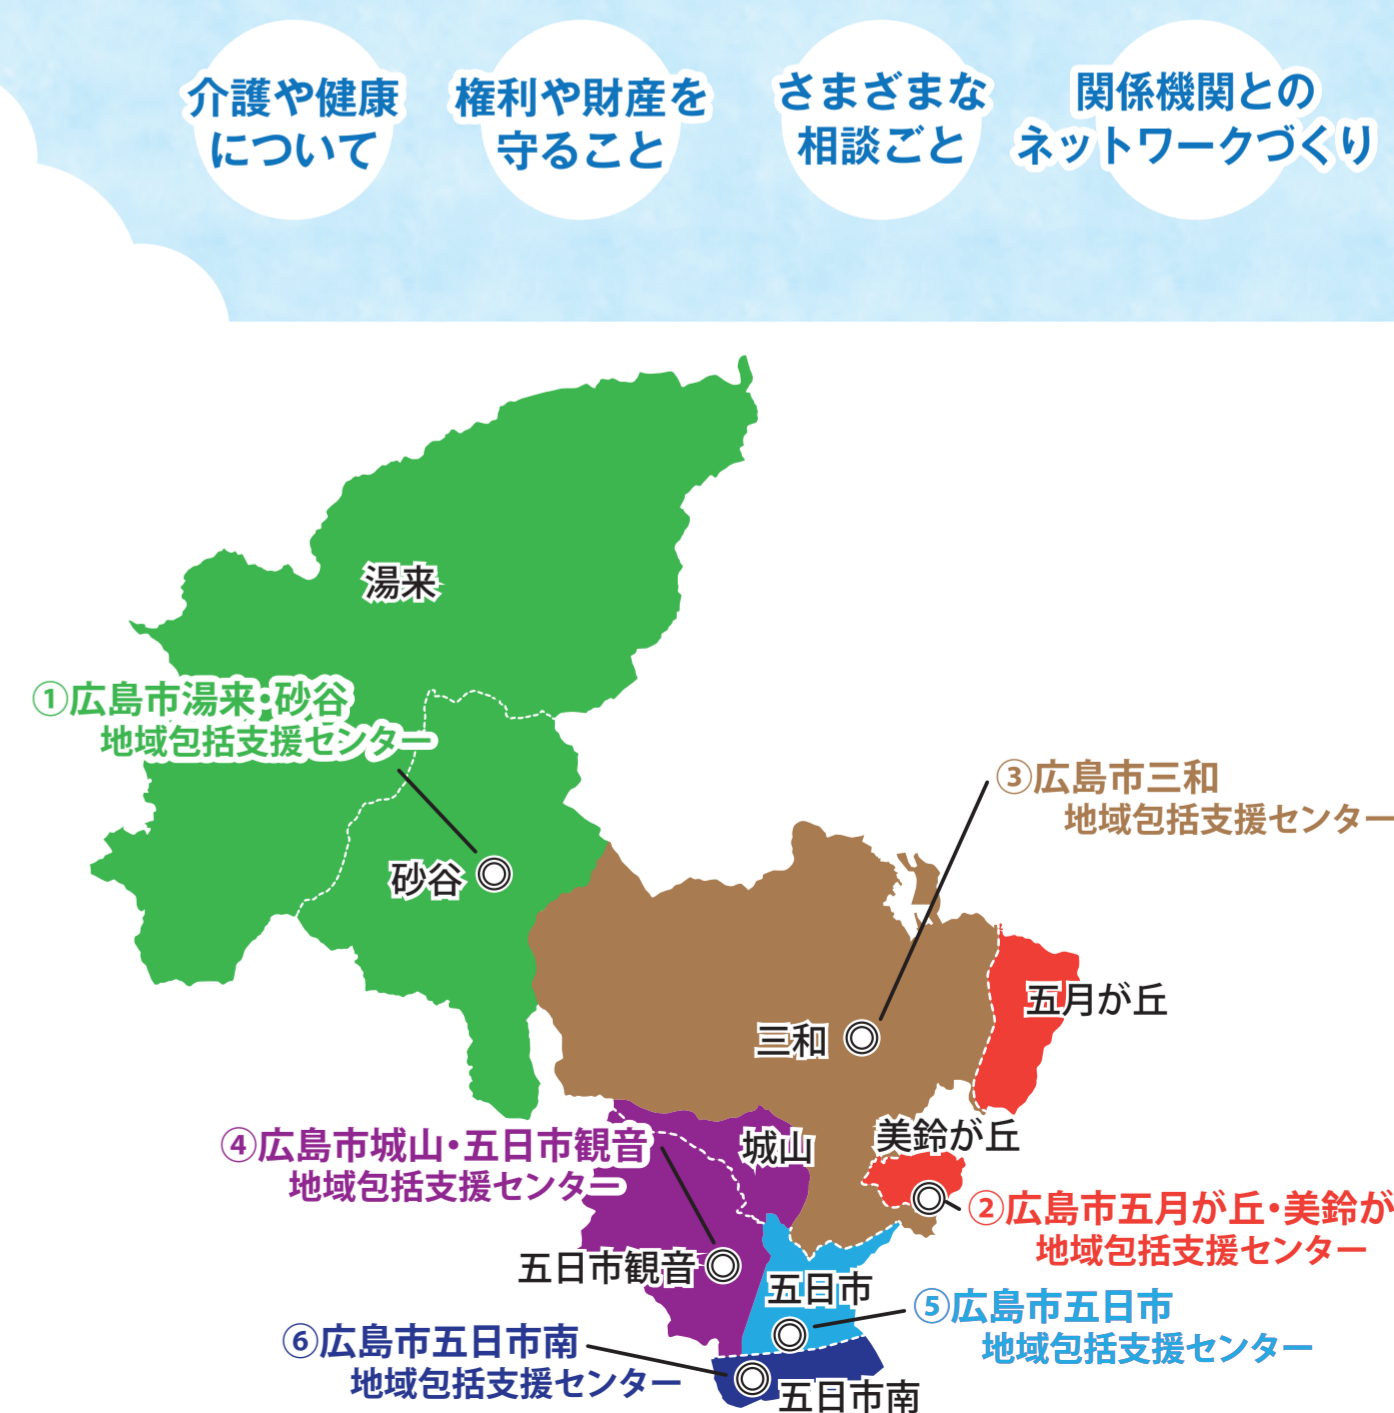 介護や健康
について
権利や財産を
守ること
さまざまな
相談ごと
関係機関との
ネットワークづくり
湯来
①広島市湯来・砂谷
地域包括支援センター
砂谷
③広島市三和
地域包括支援センター
五月が丘
三和
美鈴が丘
④広島市城山・五日市観音
地域包括支援センター
城山
②広島市五月が丘・美鈴が
地域包括支援センター
五日市観音
五日市
⑤広島市五日市
地域包括支援センター
⑥広島市五日市南
地域包括支援センター
五日市南